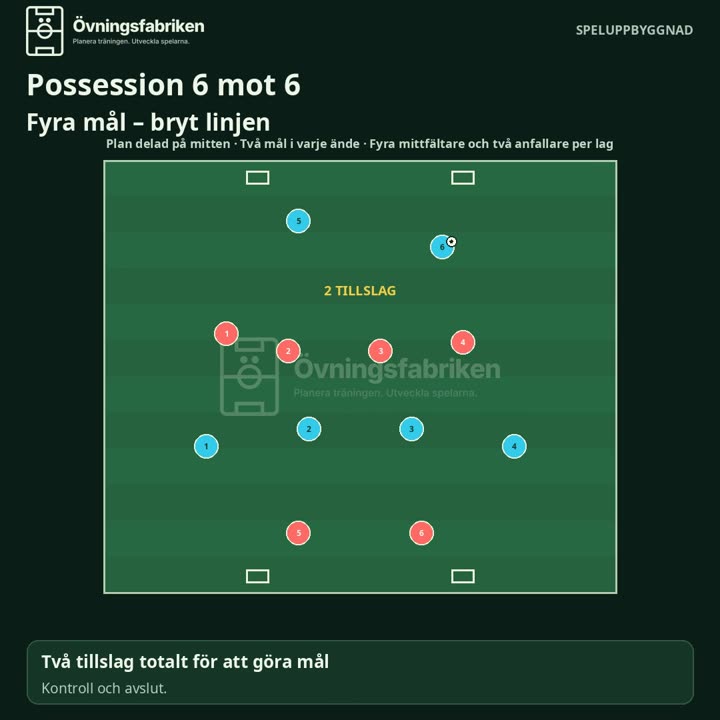 Övningsfabriken
Planera träningen. Utveckla spelarna.
SPELUPPBYGGNAD
Possession 6 mot 6
Fyra mål – bryt linjen
Plan delad på mitten · Två mål i varje ände · Fyra mittfältare och två anfallare per lag
5
6
2 TILLSLAG
1
2
3
4
Övningsfabriken
Planera träningen. Utveckla spelarna.
1
2
3
4
5
6
Två tillslag totalt för att göra mål
Kontroll och avslut.